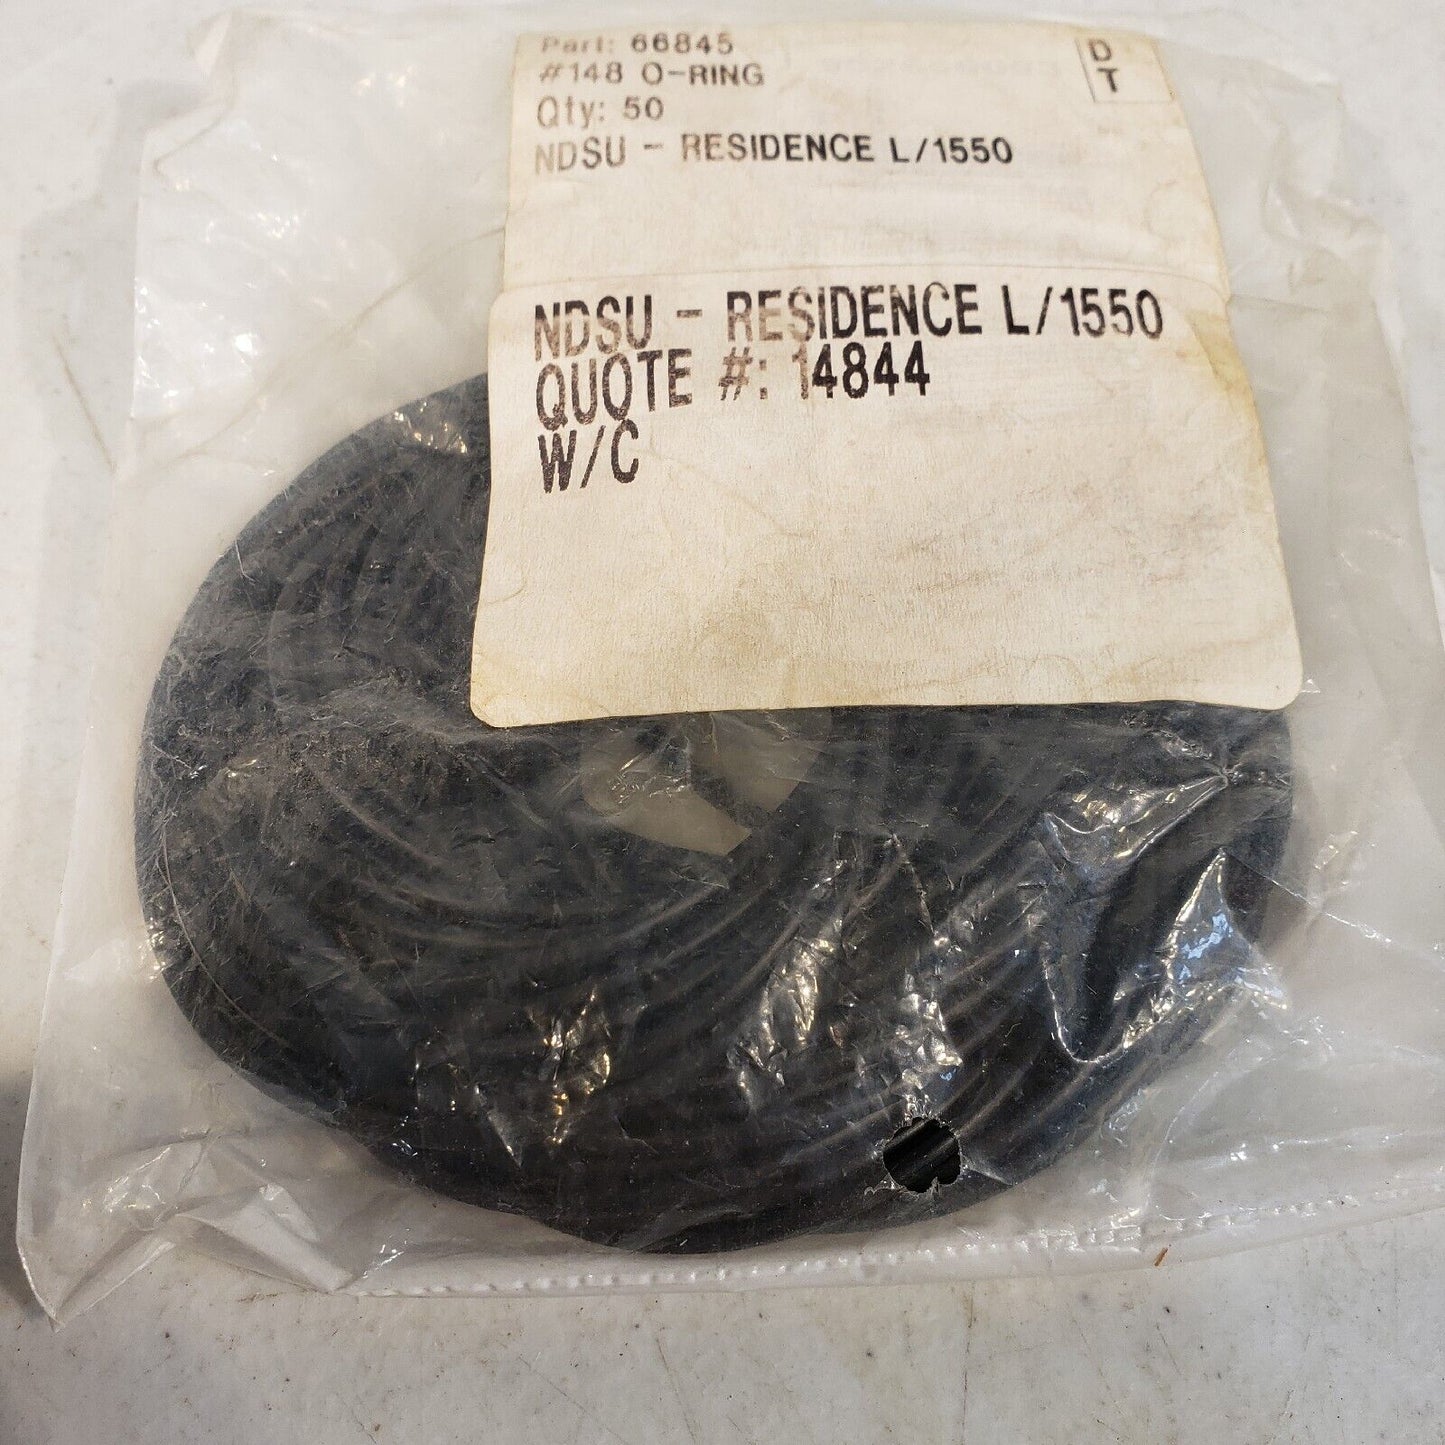 Part: 66845
#148 O-RING
Qty: 50
NDSU - RESIDENCE L/1550
D
T
NDSU - RESIDENCE L/1550
QUOTE #: 14844
W/C